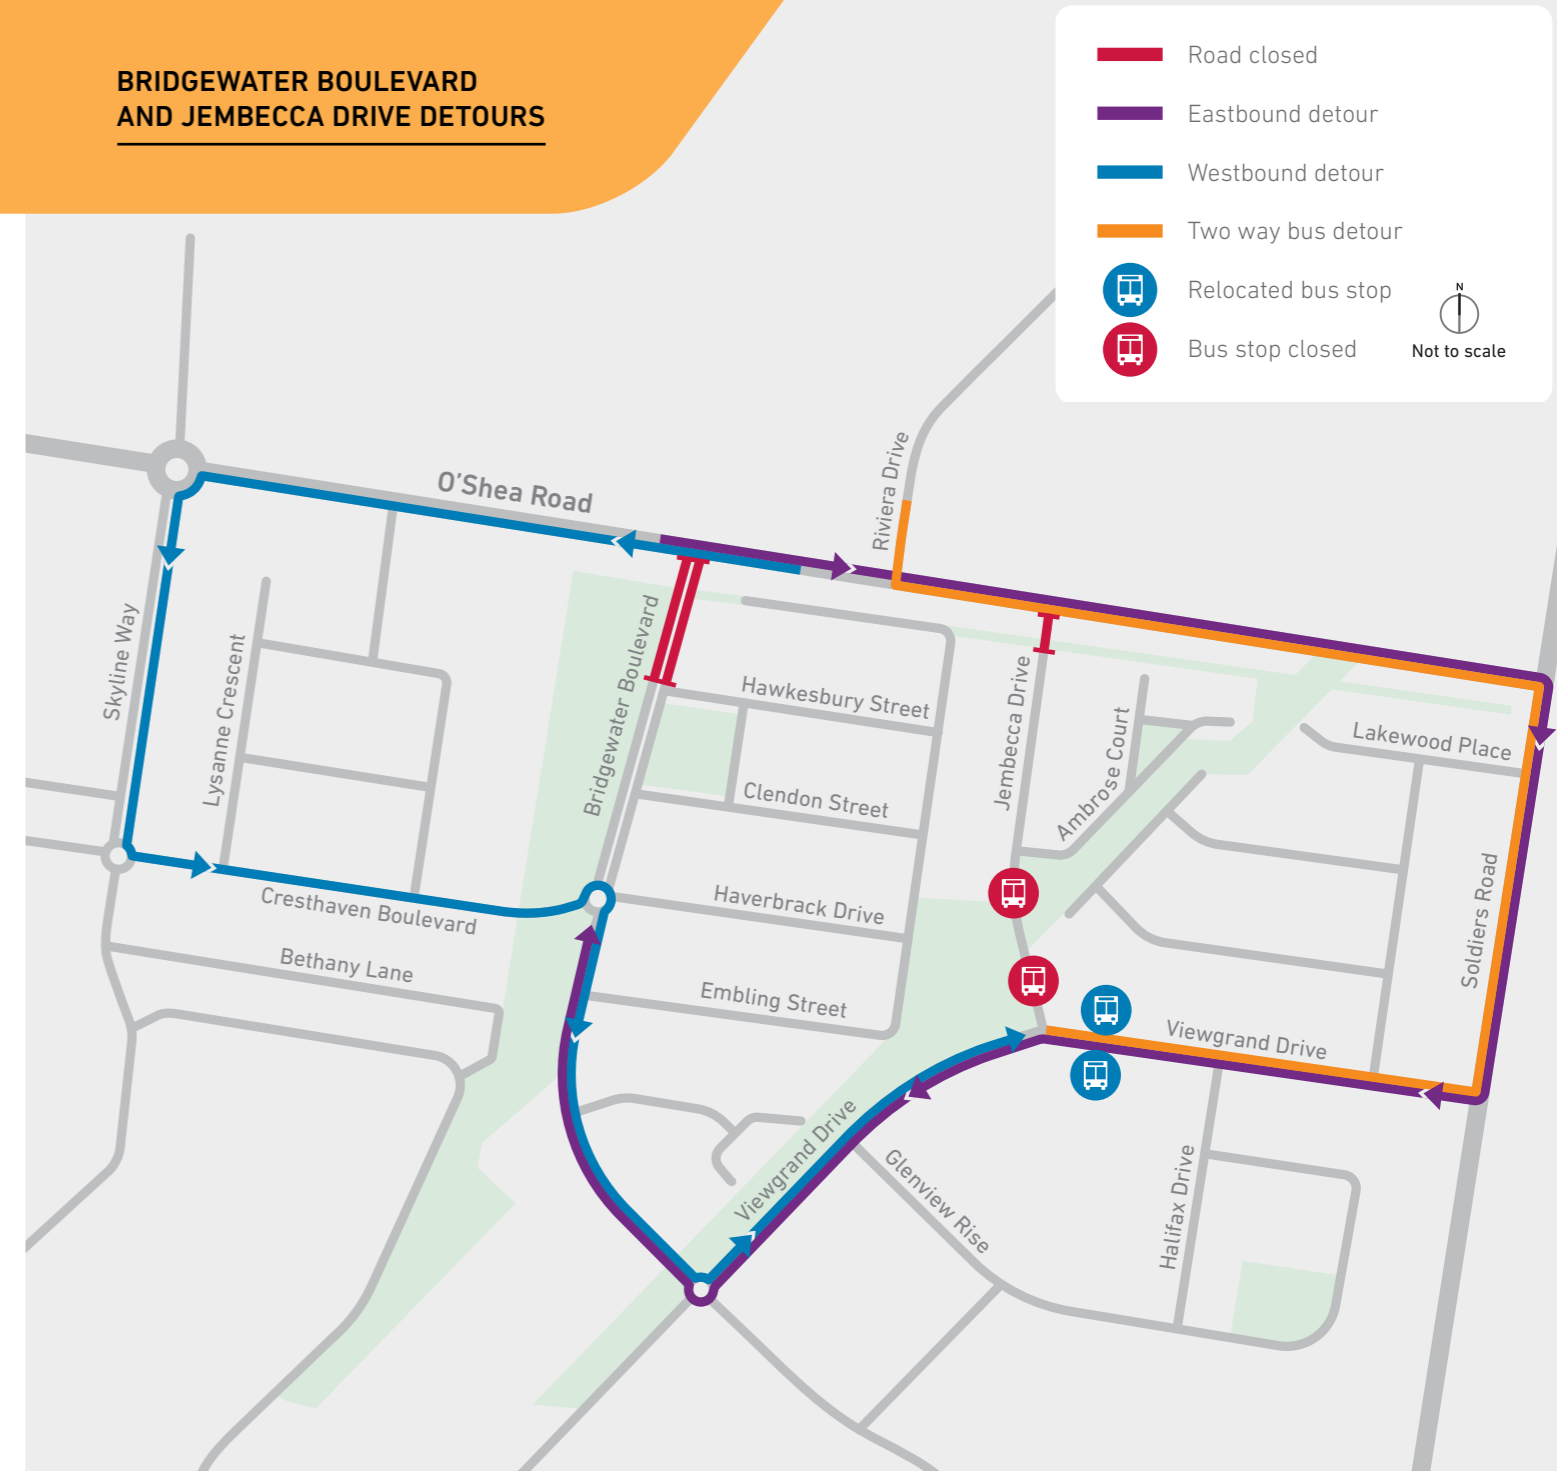 BRIDGEWATER BOULEVARD
AND JEMBECCA DRIVE DETOURS
Road closed
Eastbound detour
Westbound detour
Two way bus detour
Relocated bus stop
Bus stop closed
N
Not to scale
O'Shea Road
Riviera Drive
Skyline Way
Lysanne Crescent
Bridgewater Boulevard
Bridgewater Boulevard
Hawkesbury Street
Jembecca Drive
Ambrose Court
Lakewood Place
Clendon Street
Cresthaven Boulevard
Haverbrack Drive
Soldiers Road
Bethany Lane
Embling Street
Viewgrand Drive
Viewgrand Drive
Glenview Rise
Halifax Drive